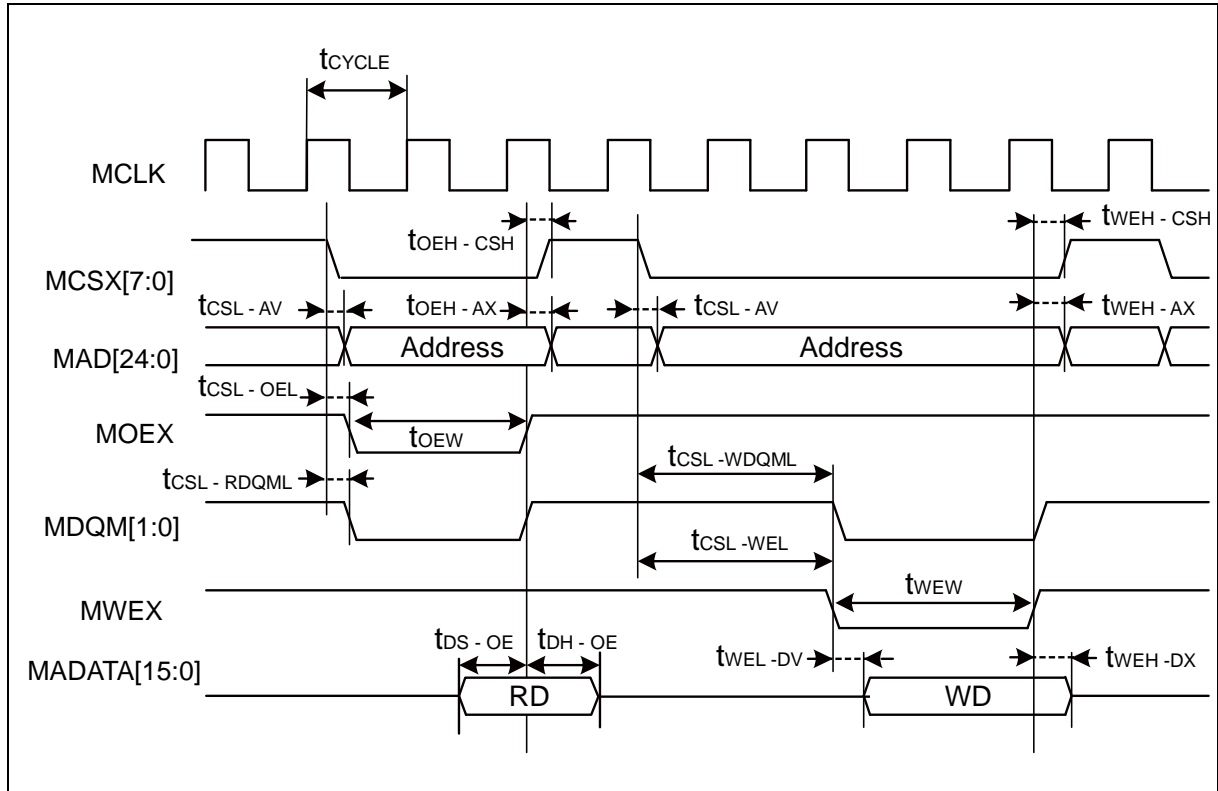 tCYCLE
MCLK
tOEH - CSH
tWEH - CSH
MCSX[7:0]
tCSL - AV
tOEH - AX
tCSL - AV
tWEH - AX
MAD[24:0]
Address
Address
tCSL - OEL
MOEX
tOEW
tCSL -WDQML
tCSL - RDQML
MDQM[1:0]
tCSL -WEL
tWEW
MWEX
tDS - OE
tDH - OE
tWEL -DV
tWEH -DX
MADATA[15:0]
RD
WD